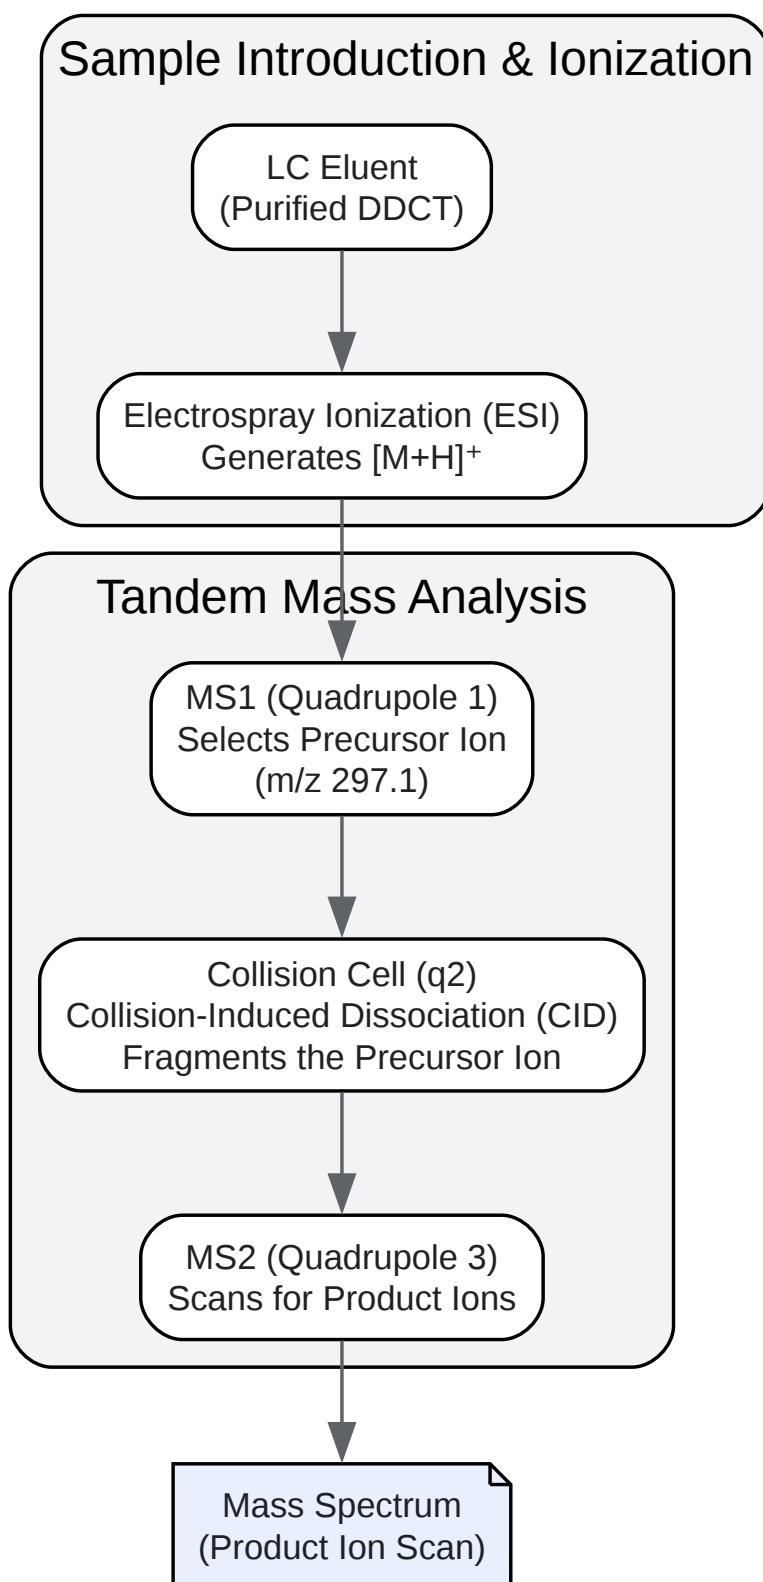 Sample Introduction & Ionization
LC Eluent
(Purified DDCT)
Electrospray Ionization (ESI)
Generates [M+H]⁺
Tandem Mass Analysis
MS1 (Quadrupole 1)
Selects Precursor Ion
(m/z 297.1)
Collision Cell (q2)
Collision-Induced Dissociation (CID)
Fragments the Precursor Ion
MS2 (Quadrupole 3)
Scans for Product Ions
Mass Spectrum
(Product Ion Scan)